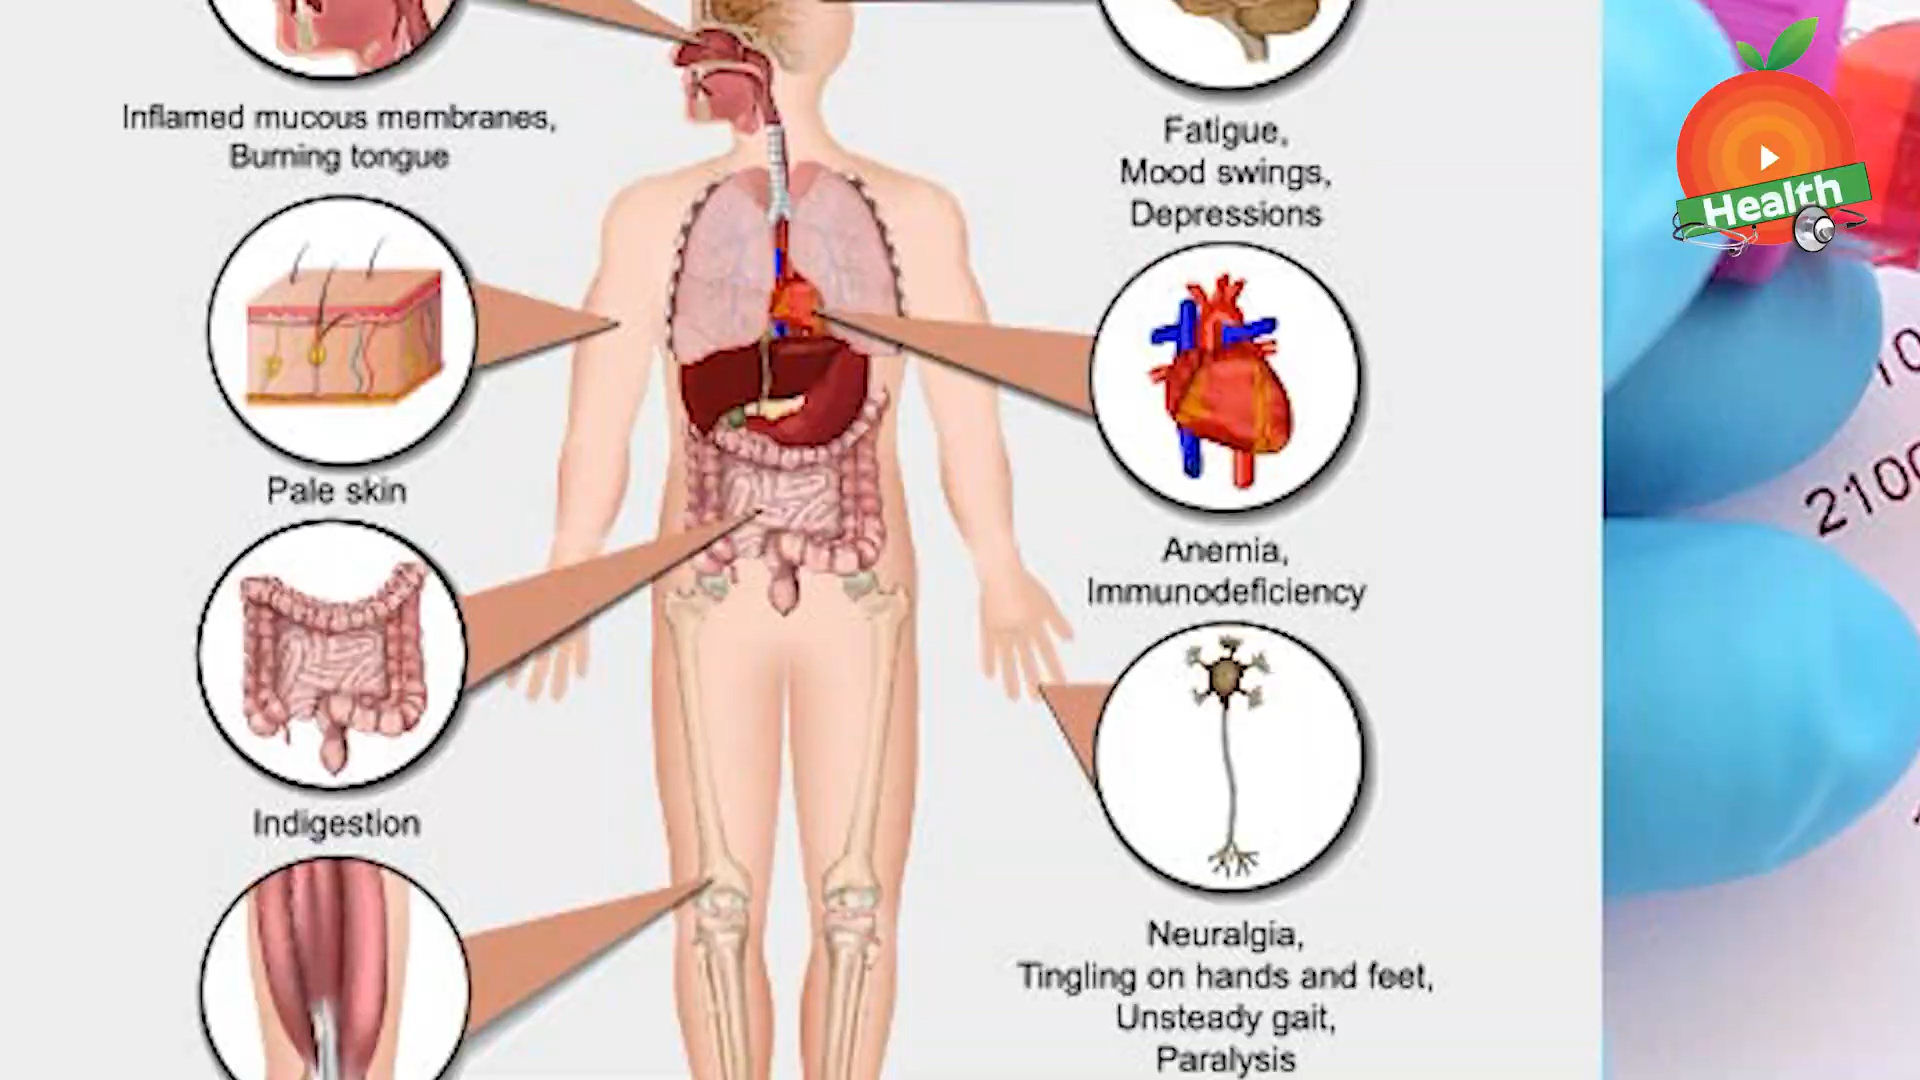 Inflamed mucous membranes,
Burning tongue
Pale skin
Indigestion
Fatigue,
Mood swings,
Depressions
Anemia,
Immunodeficiency
Neuralgia,
Tingling on hands and feet,
Unsteady gait,
Paralysis
Health